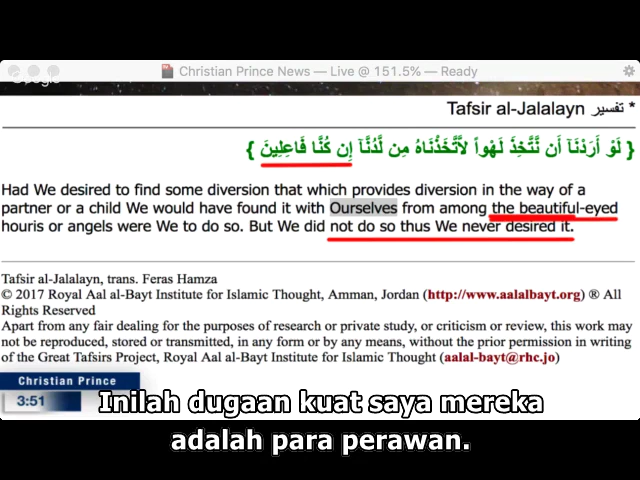 Christian Prince News — Live @ 151.5% — Ready
* تفسير Tafsir al-Jalalayn
{ لَوْ أَرَدْنَآ أَن نَّتَّخِذَ لَهْواً لاَّتَّخَذْنَاهُ مِن لَّدُنَّآ إِن كُنَّا فَاعِلِينَ }
Had We desired to find some diversion that which provides diversion in the way of a
partner or a child We would have found it with Ourselves from among the beautiful-eyed
houris or angels were We to do so. But We did not do so thus We never desired it.
Tafsir al-Jalalayn, trans. Feras Hamza
© 2017 Royal Aal al-Bayt Institute for Islamic Thought, Amman, Jordan (http://www.aalalbayt.org) ® All
Rights Reserved
Apart from any fair dealing for the purposes of research or private study, or criticism or review, this work may
not be reproduced, stored or transmitted, in any form or by any means, without the prior permission in writing
of the Great Tafsirs Project, Royal Aal al-Bayt Institute for Islamic Thought (aalal-bayt@rhc.jo)
Christian Prince
3:51
Inilah dugaan kuat saya mereka
adalah para perawan.